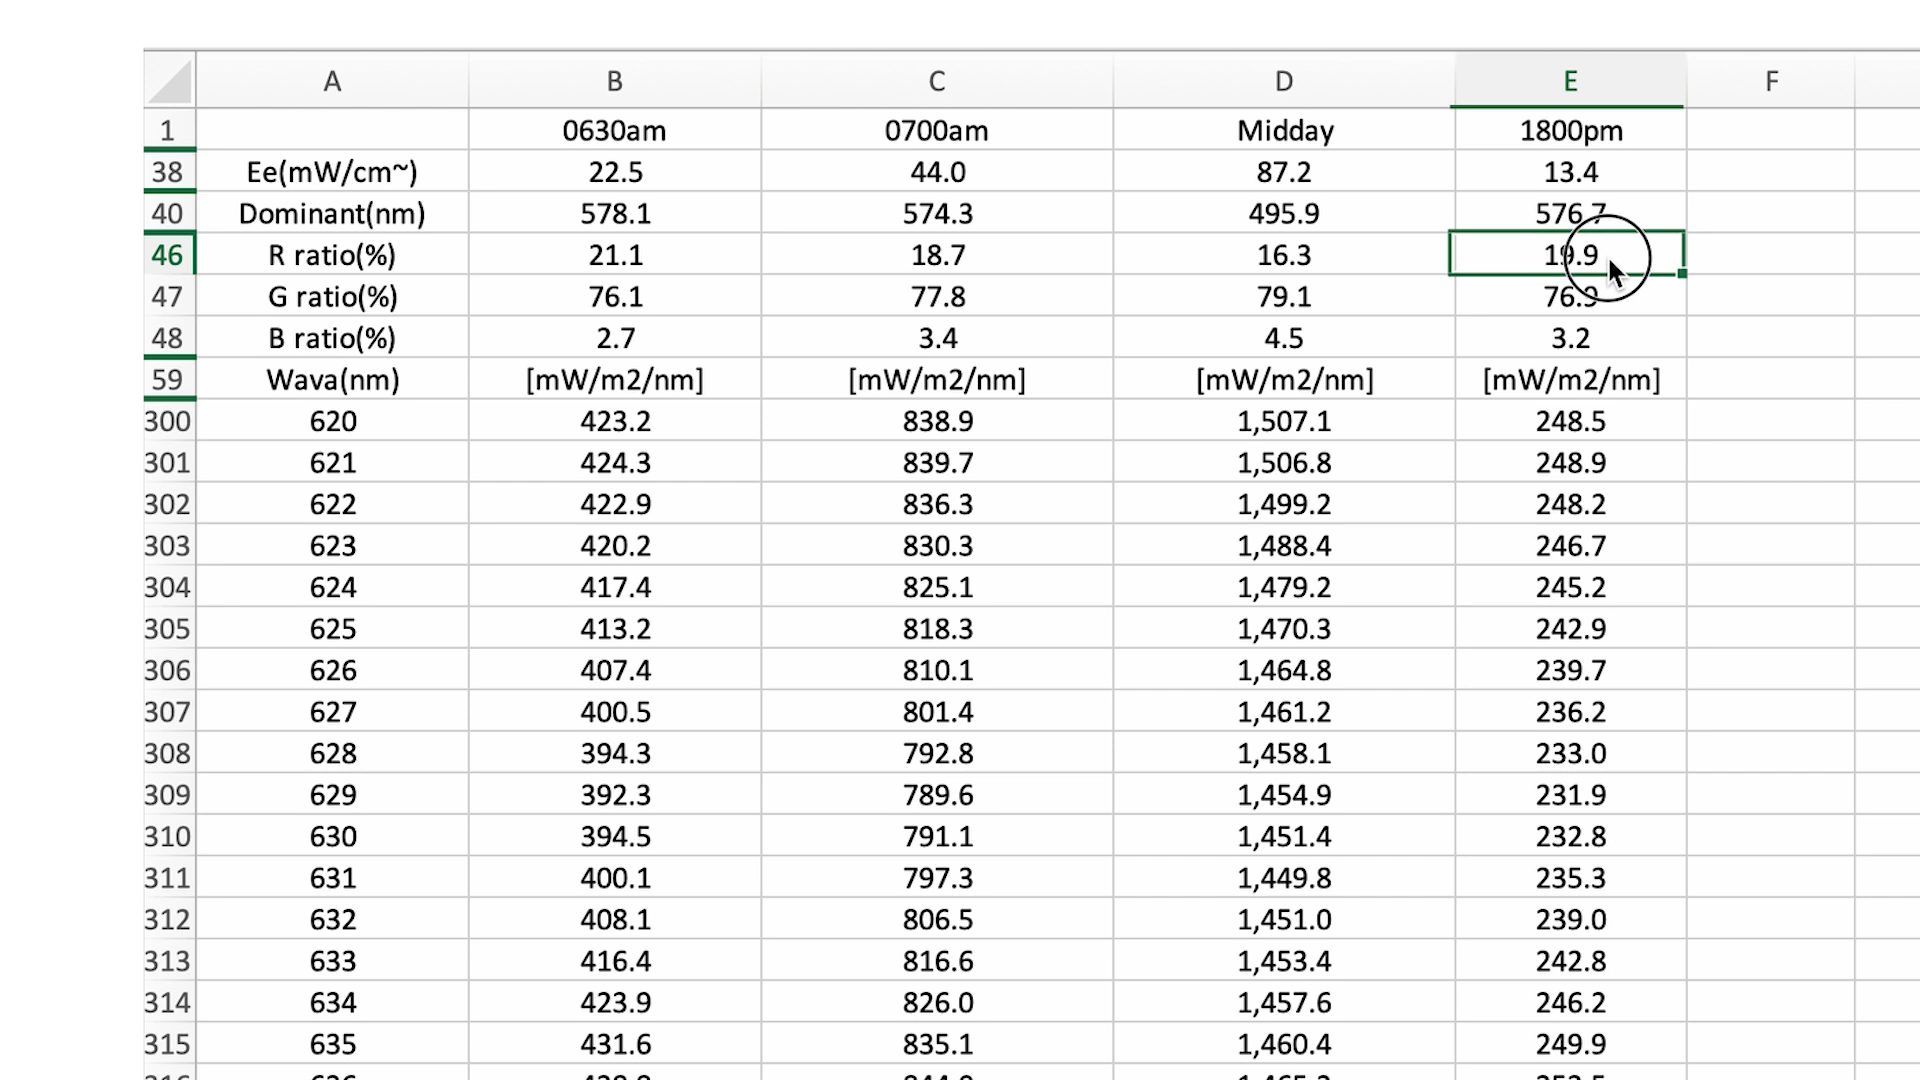 A B C D E F
1 0630am 0700am Midday 1800pm
38 Ee(mW/cm~) 22.5 44.0 87.2 13.4
40 Dominant(nm) 578.1 574.3 495.9 576.7
46 R ratio(%) 21.1 18.7 16.3 19.9
47 G ratio(%) 76.1 77.8 79.1 76.9
48 B ratio(%) 2.7 3.4 4.5 3.2
59 Wava(nm) [mW/m2/nm] [mW/m2/nm] [mW/m2/nm] [mW/m2/nm]
300 620 423.2 838.9 1,507.1 248.5
301 621 424.3 839.7 1,506.8 248.9
302 622 422.9 836.3 1,499.2 248.2
303 623 420.2 830.3 1,488.4 246.7
304 624 417.4 825.1 1,479.2 245.2
305 625 413.2 818.3 1,470.3 242.9
306 626 407.4 810.1 1,464.8 239.7
307 627 400.5 801.4 1,461.2 236.2
308 628 394.3 792.8 1,458.1 233.0
309 629 392.3 789.6 1,454.9 231.9
310 630 394.5 791.1 1,451.4 232.8
311 631 400.1 797.3 1,449.8 235.3
312 632 408.1 806.5 1,451.0 239.0
313 633 416.4 816.6 1,453.4 242.8
314 634 423.9 826.0 1,457.6 246.2
315 635 431.6 835.1 1,460.4 249.9